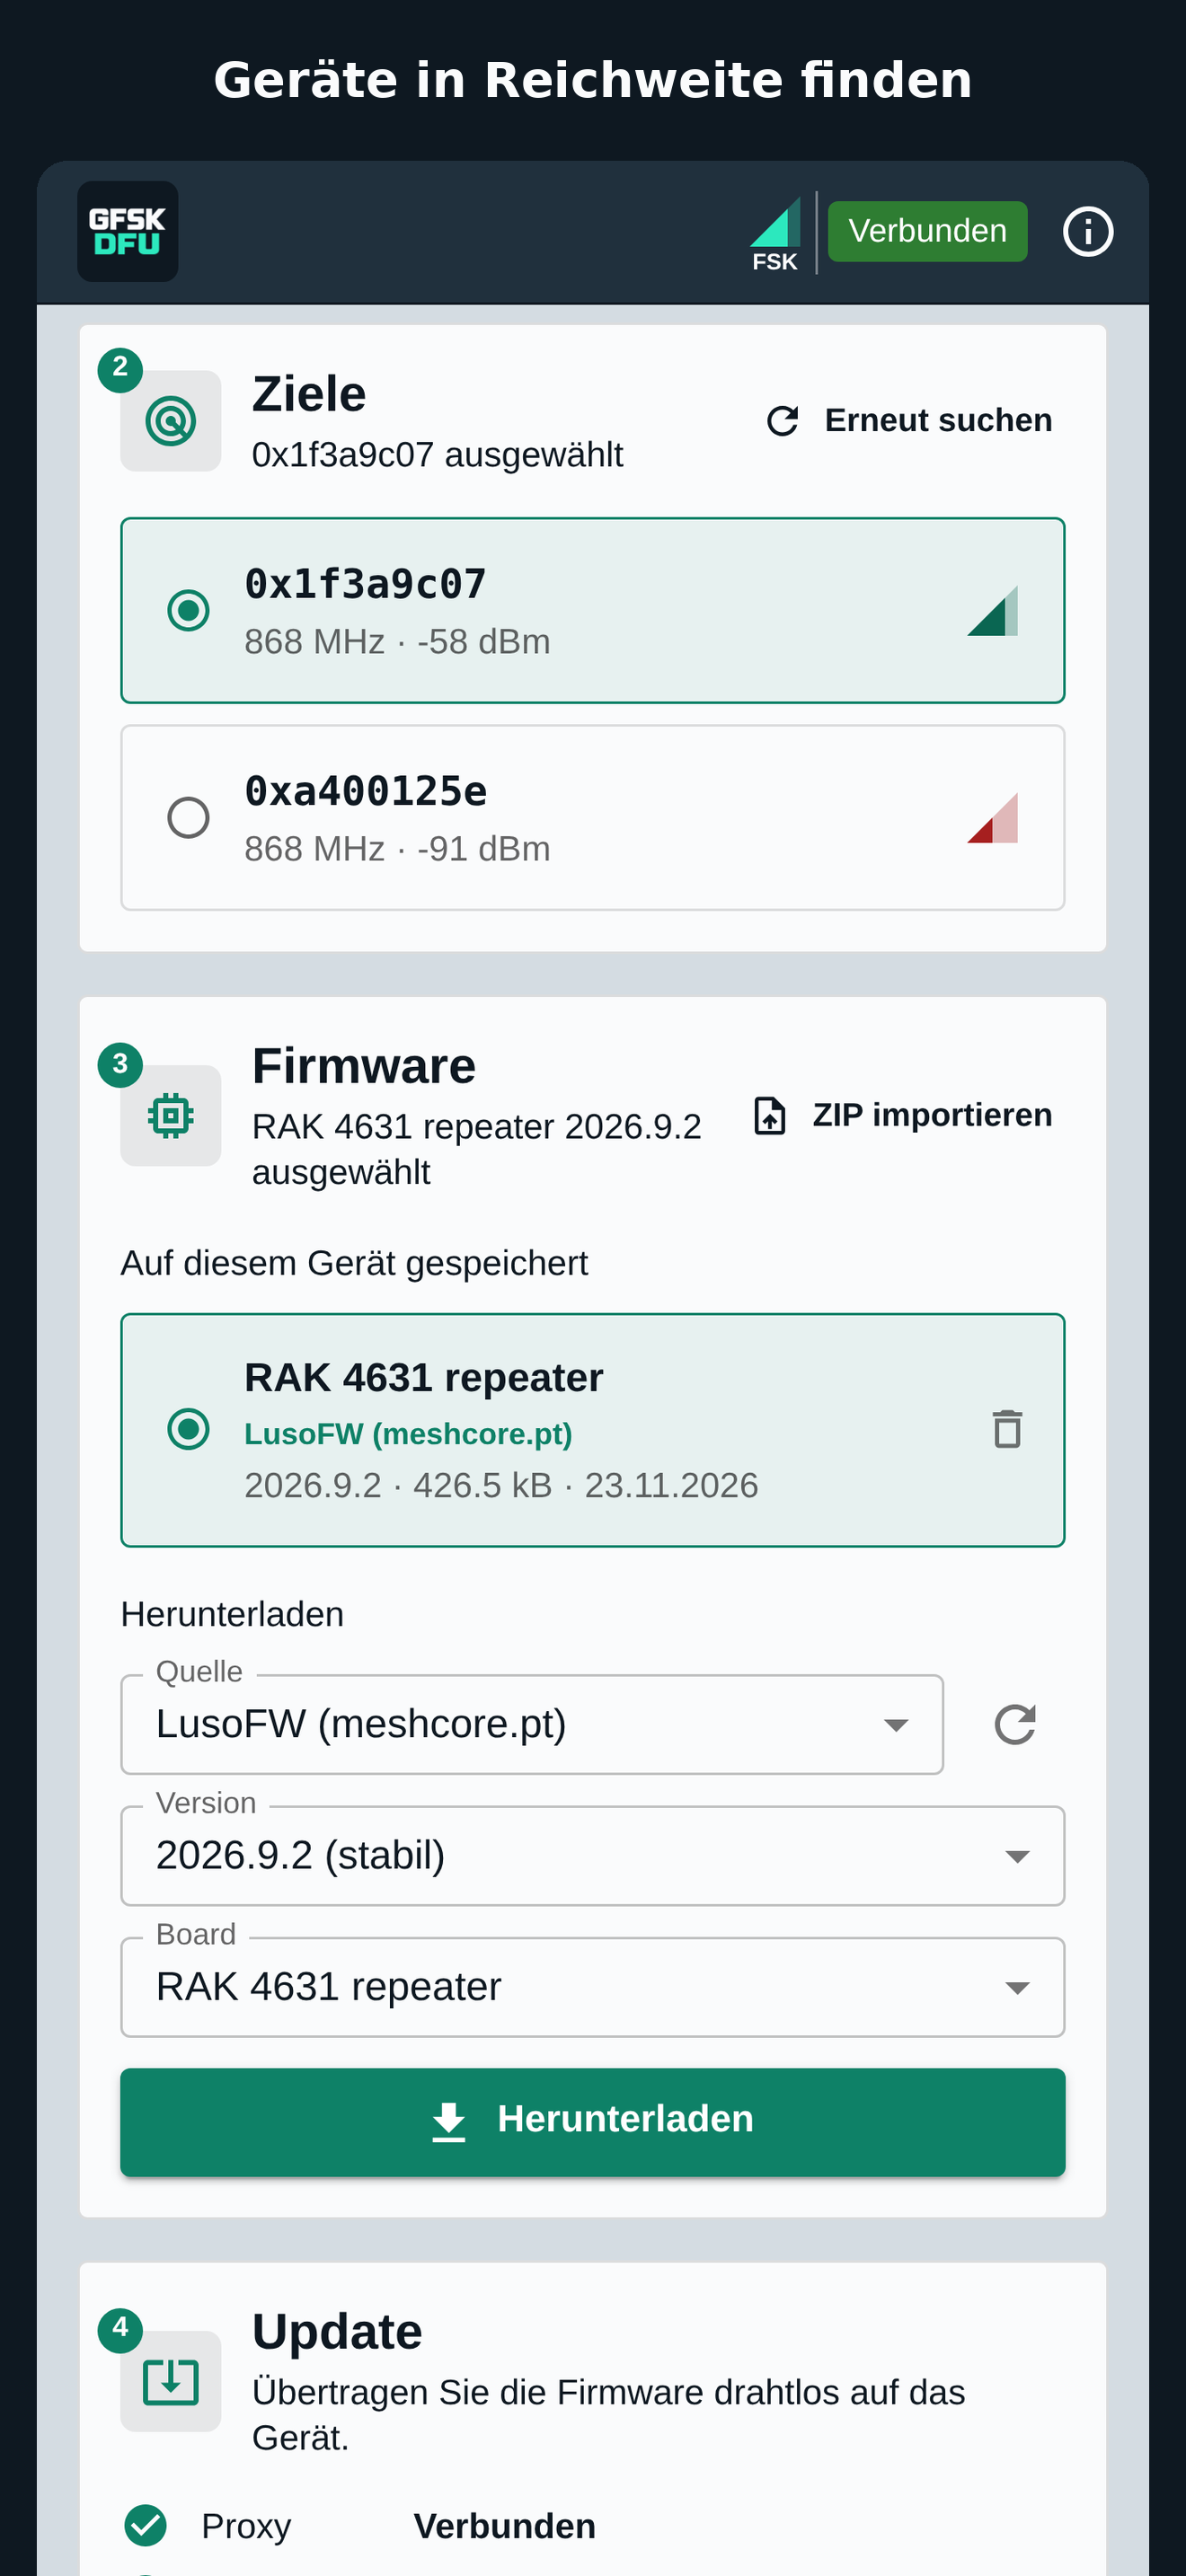 Geräte in Reichweite finden
GFSK
DFU
FSK
Verbunden
2
Ziele
0x1f3a9c07 ausgewählt
Erneut suchen
0x1f3a9c07
868 MHz · -58 dBm
0xa400125e
868 MHz · -91 dBm
3
Firmware
RAK 4631 repeater 2026.9.2
ausgewählt
ZIP importieren
Auf diesem Gerät gespeichert
RAK 4631 repeater
LusoFW (meshcore.pt)
2026.9.2 · 426.5 kB · 23.11.2026
Herunterladen
Quelle
LusoFW (meshcore.pt)
Version
2026.9.2 (stabil)
Board
RAK 4631 repeater
Herunterladen
4
Update
Übertragen Sie die Firmware drahtlos auf das
Gerät.
Proxy Verbunden